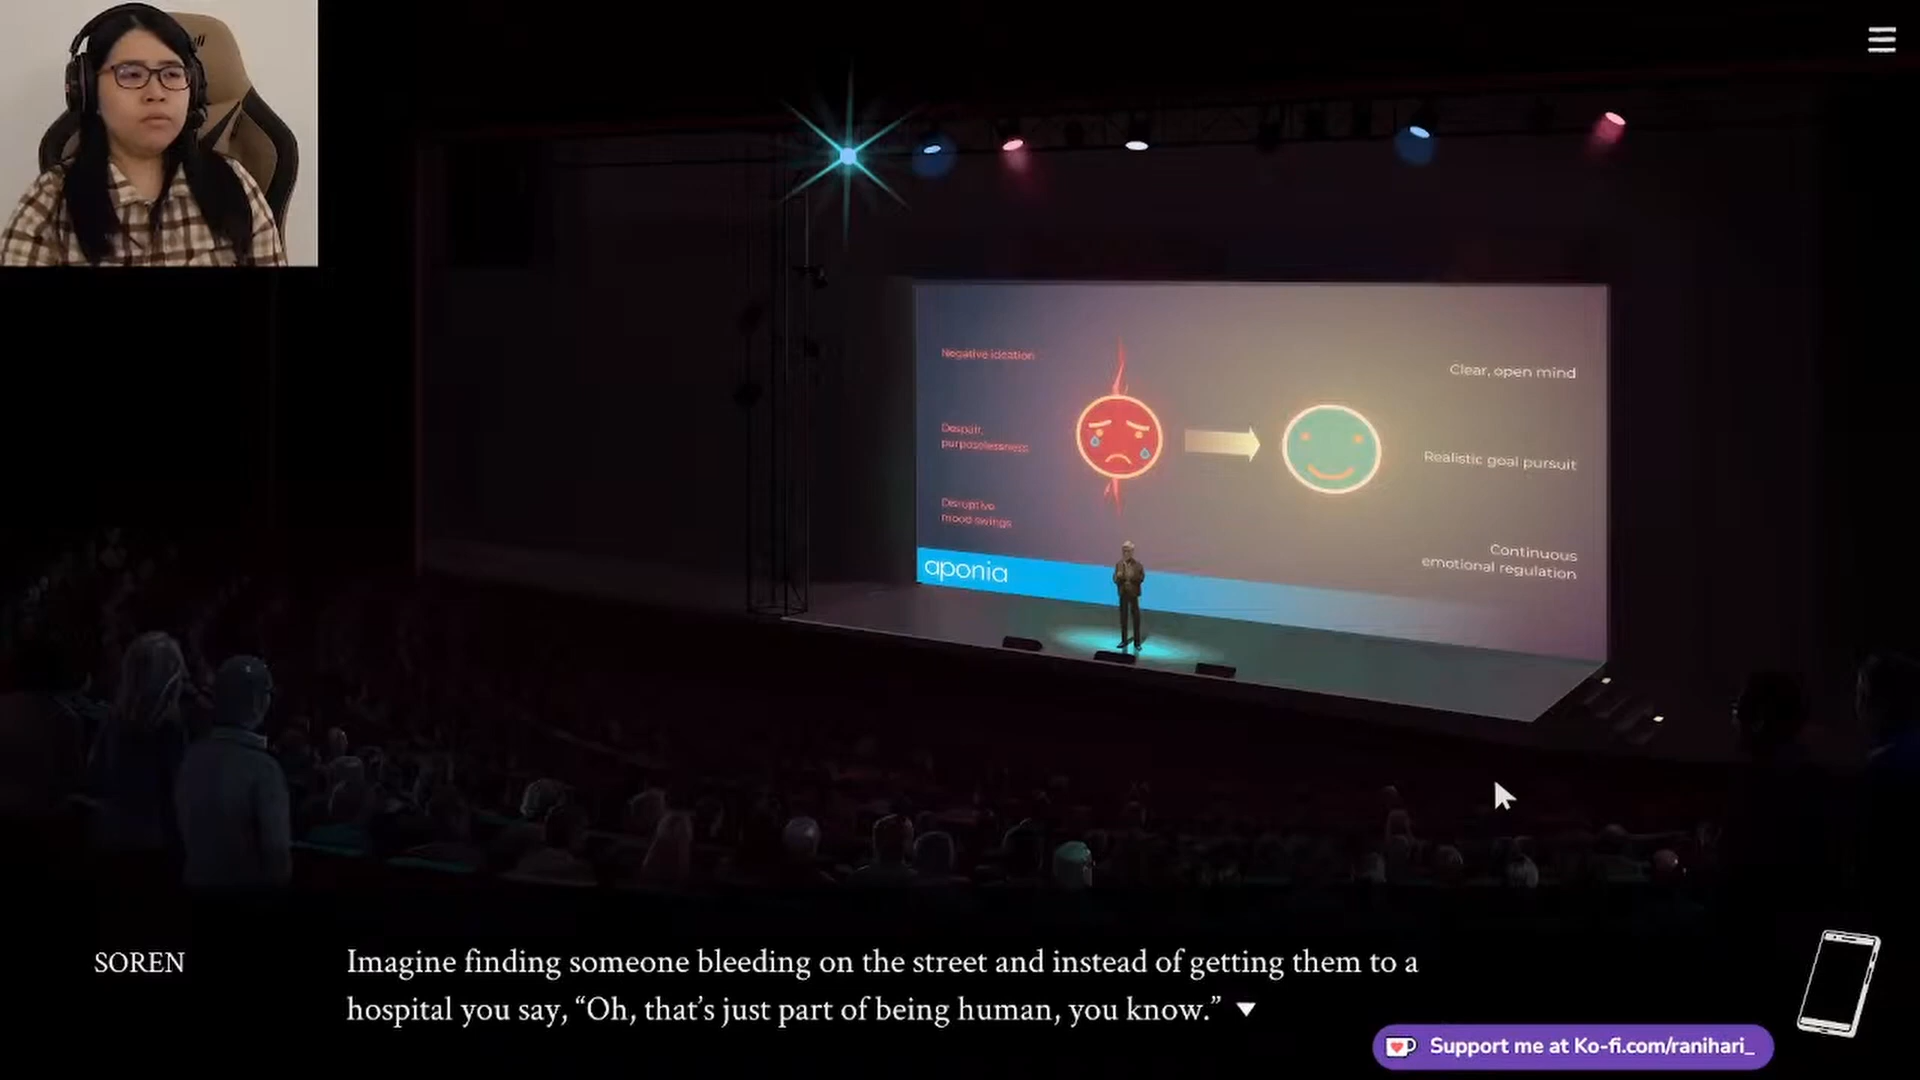 Negative ideation
Despair,
purposelessness
Disruptive
mood swings
Clear, open mind
Realistic goal pursuit
Continuous
emotional regulation
aponia
SOREN
Imagine finding someone bleeding on the street and instead of getting them to a
hospital you say, “Oh, that’s just part of being human, you know.”
Support me at Ko-fi.com/ranihari_